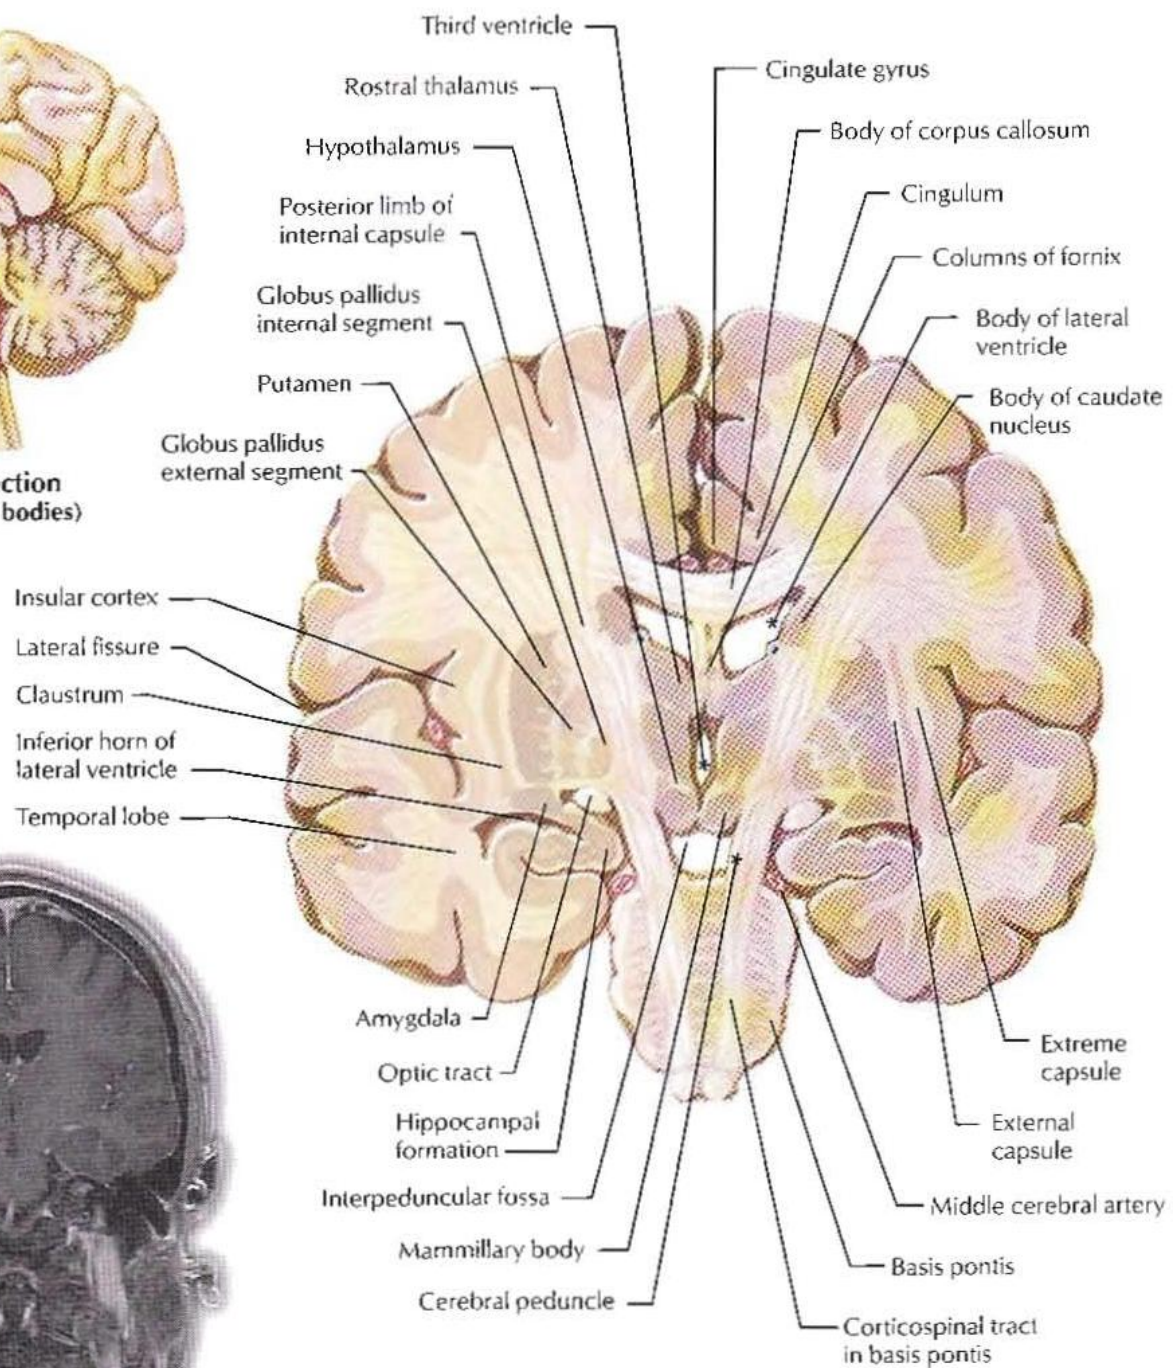 Third ventricle
Rostral thalamus
Hypothalamus
Posterior limb of
internal capsule
Globus pallidus
internal segment
Putamen
Globus pallidus
external segment
ction
bodies)
Insular cortex
Lateral fissure
Claustrum
Inferior horn of
lateral ventricle
Temporal lobe
Amygdala
Optic tract
Hippocampal
formation
Interpeduncular fossa
Mammillary body
Cerebral peduncle
Cingulate gyrus
Body of corpus callosum
Cingulum
Columns of fornix
Body of lateral
ventricle
Body of caudate
nucleus
Extreme
capsule
External
capsule
Middle cerebral artery
Basis pontis
Corticospinal tract
in basis pontis